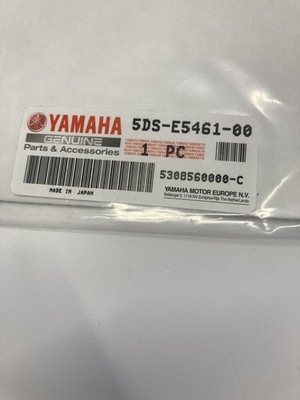 YAMAHA 5DS-E5461-00
GENUINE
Parts & Accessories 1 PC
5308560000-C
MADE IN JAPAN
YAMAHA MOTOR EUROPE N.V.